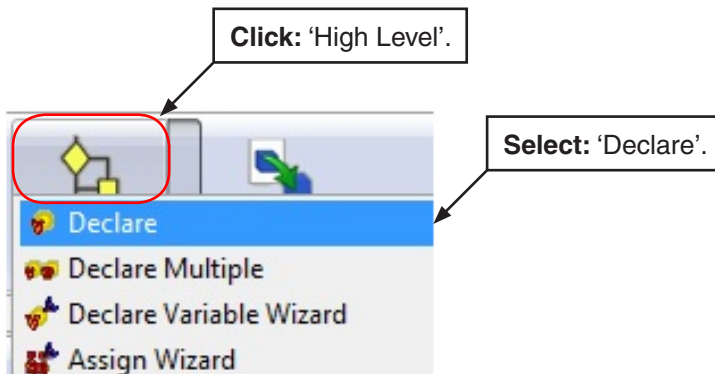 Click: ‘High Level’.
Select: ‘Declare’.
Declare
Declare Multiple
Declare Variable Wizard
Assign Wizard